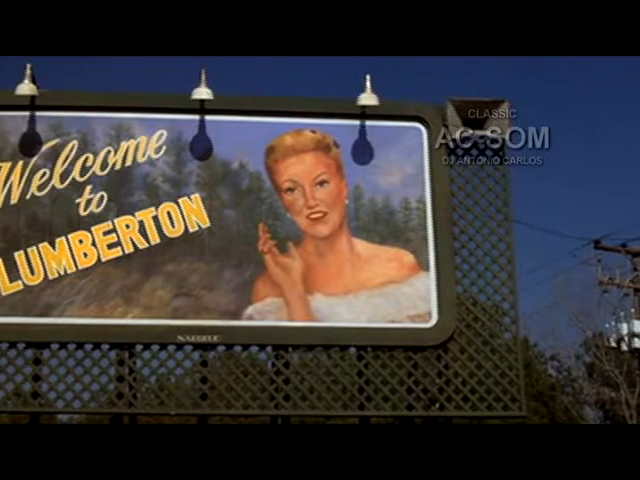 Welcome
to
LUMBERTON
CLASSIC
AC-SOM
DJ ANTONIO CARLOS